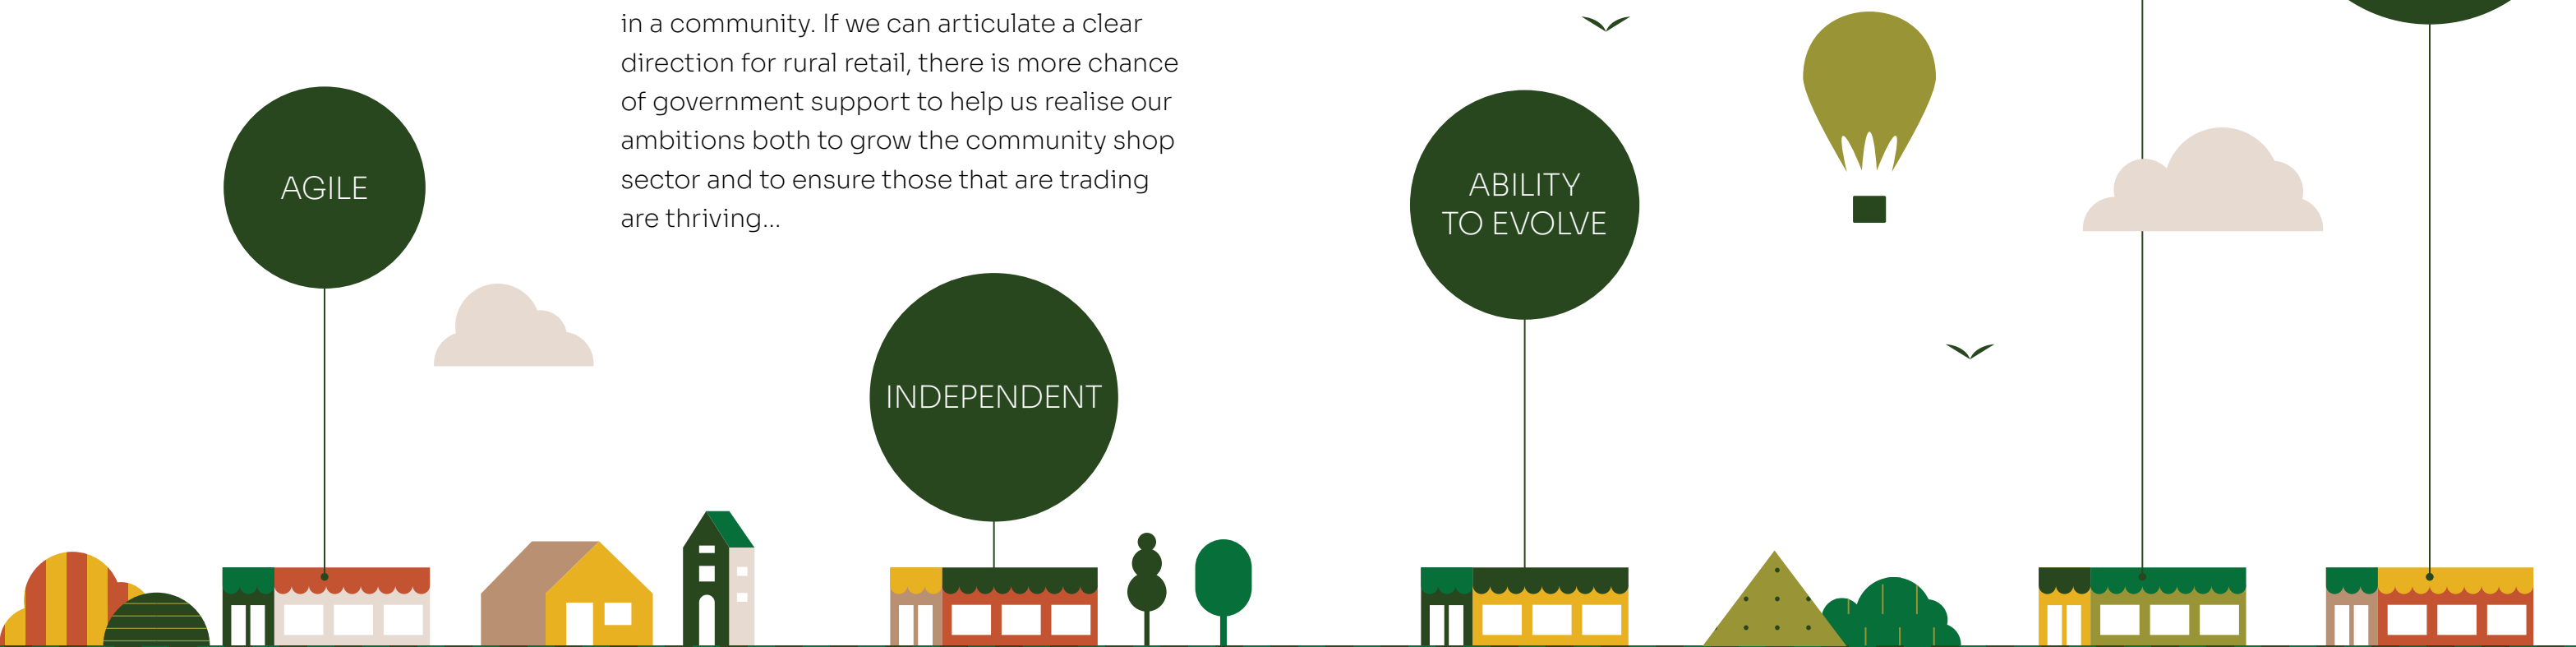 in a community. If we can articulate a clear
direction for rural retail, there is more chance
of government support to help us realise our
ambitions both to grow the community shop
sector and to ensure those that are trading
are thriving...
AGILE
INDEPENDENT
ABILITY
TO EVOLVE